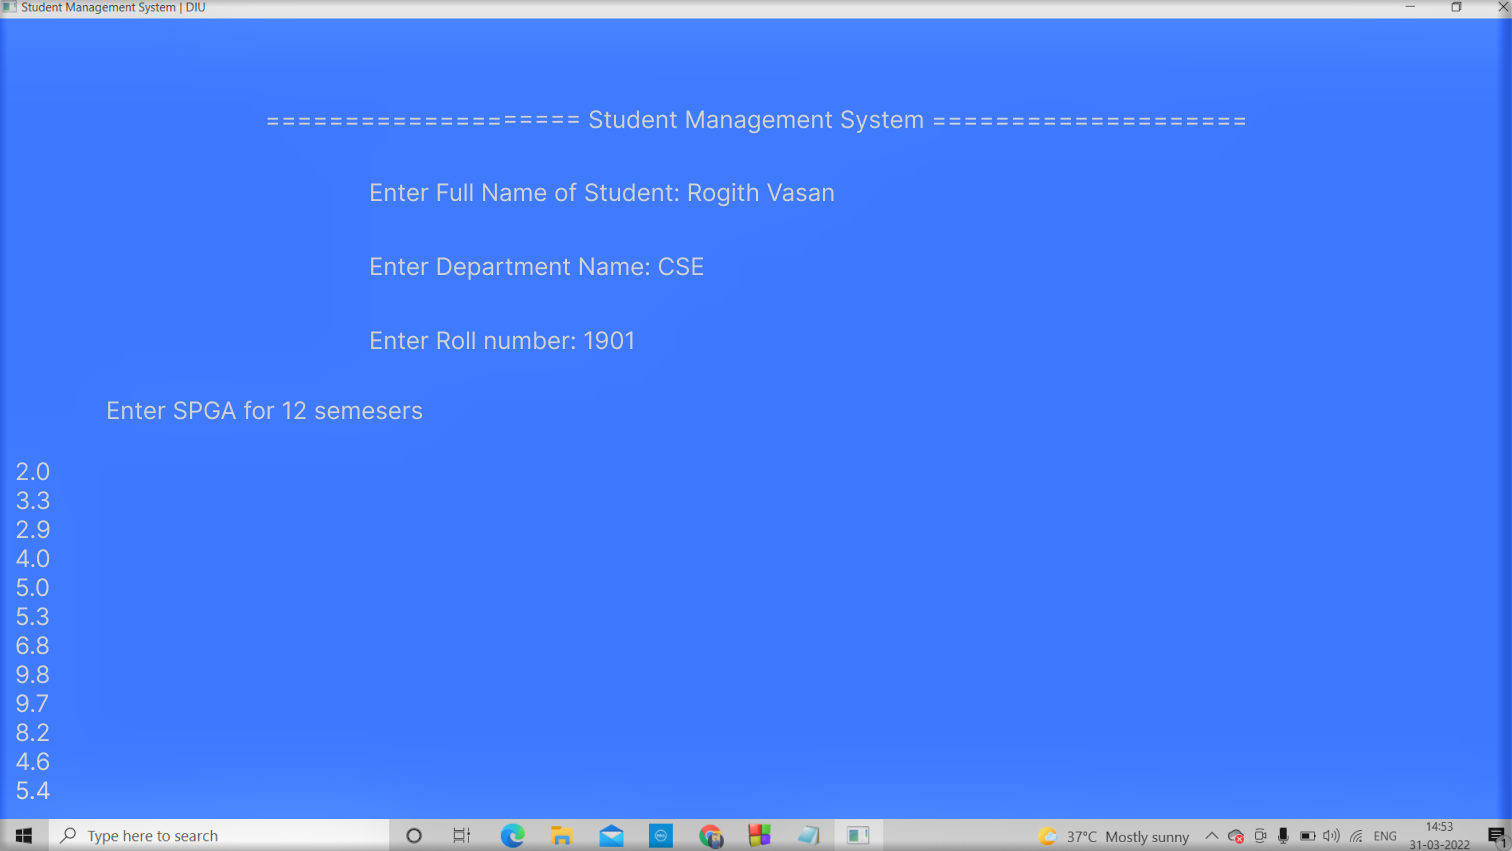 Student Management System | DIU
==================== Student Management System ====================
Enter Full Name of Student: Rogith Vasan
Enter Department Name: CSE
Enter Roll number: 1901
Enter SPGA for 12 semesers
2.0
3.3
2.9
4.0
5.0
5.3
6.8
9.8
9.7
8.2
4.6
5.4
Type here to search
37°C Mostly sunny
ENG
14:53
31-03-2022